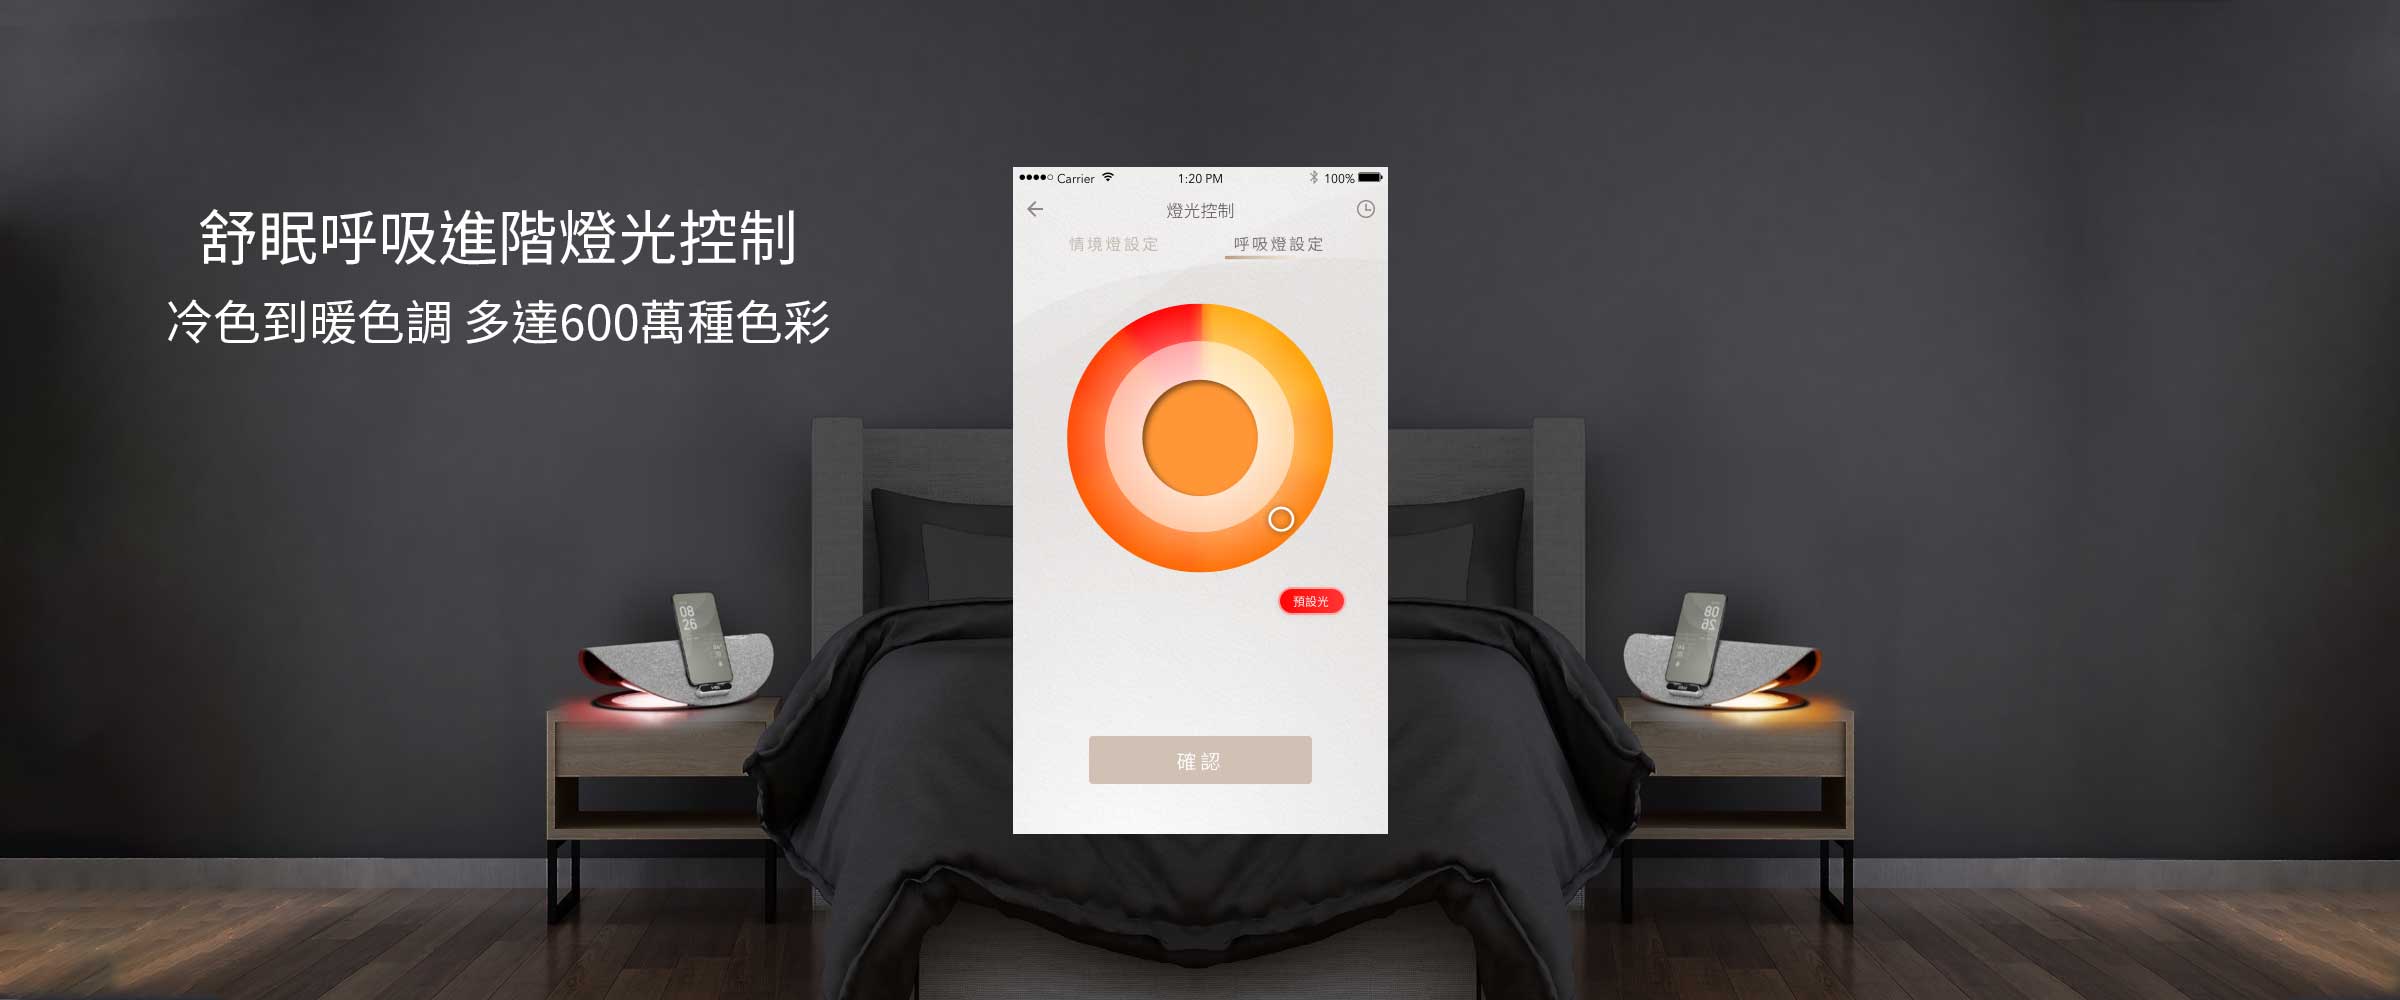 舒眠呼吸進階燈光控制
冷色到暖色調 多達600萬種色彩
Carrier
1:20 PM
100%
燈光控制
情境燈設定
呼吸燈設定
預設光
確認
08
26
08
26